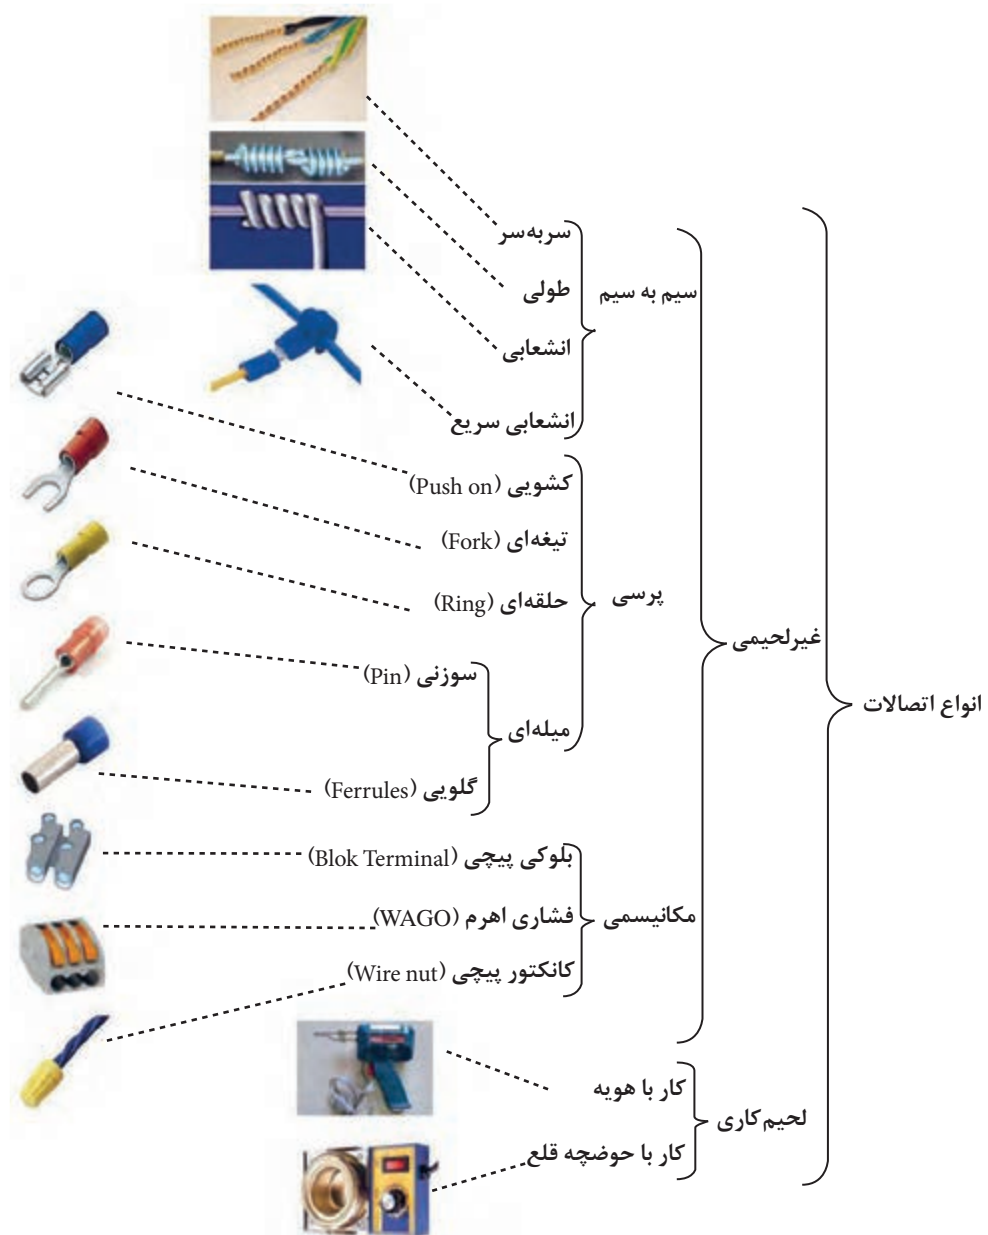 سربه‌سر
طولی
سیم به سیم
انشعابی
انشعابی سریع
کشویی (Push on)
تیغه‌ای (Fork)
پرسی
حلقه‌ای (Ring)
غیرلحیمی
سوزنی (Pin)
انواع اتصالات
میله‌ای
گلویی (Ferrules)
بلوکی پیچی (Blok Terminal)
مکانیسمی
فشاری اهرم (WAGO)
کانکتور پیچی (Wire nut)
کار با هویه
لحیم‌کاری
کار با حوضچه قلع